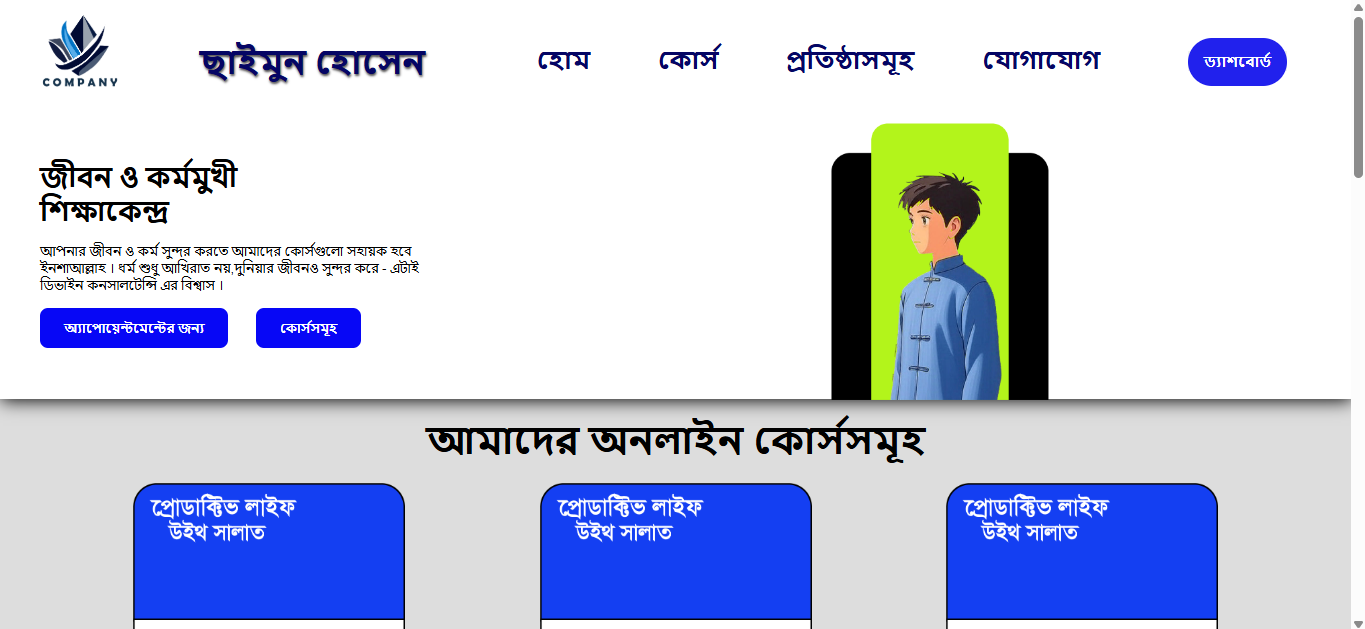 COMPANY
ছাইমুন হোসেন
হোম
কোর্স
প্রতিষ্ঠাসমূহ
যোগাযোগ
ড্যাশবোর্ড
জীবন ও কর্মমুখী
শিক্ষাকেন্দ্র
আপনার জীবন ও কর্ম সুন্দর করতে আমাদের কোর্সগুলো সহায়ক হবে
ইনশাআল্লাহ। ধর্ম শুধু আখিরাত নয়,দুনিয়ার জীবনও সুন্দর করে - এটাই
ডিভাইন কনসালটেন্সি এর বিশ্বাস।
অ্যাপোয়েন্টমেন্টের জন্য
কোর্সসমূহ
আমাদের অনলাইন কোর্সসমূহ
প্রোডাক্টিভ লাইফ
উইথ সালাত
প্রোডাক্টিভ লাইফ
উইথ সালাত
প্রোডাক্টিভ লাইফ
উইথ সালাত